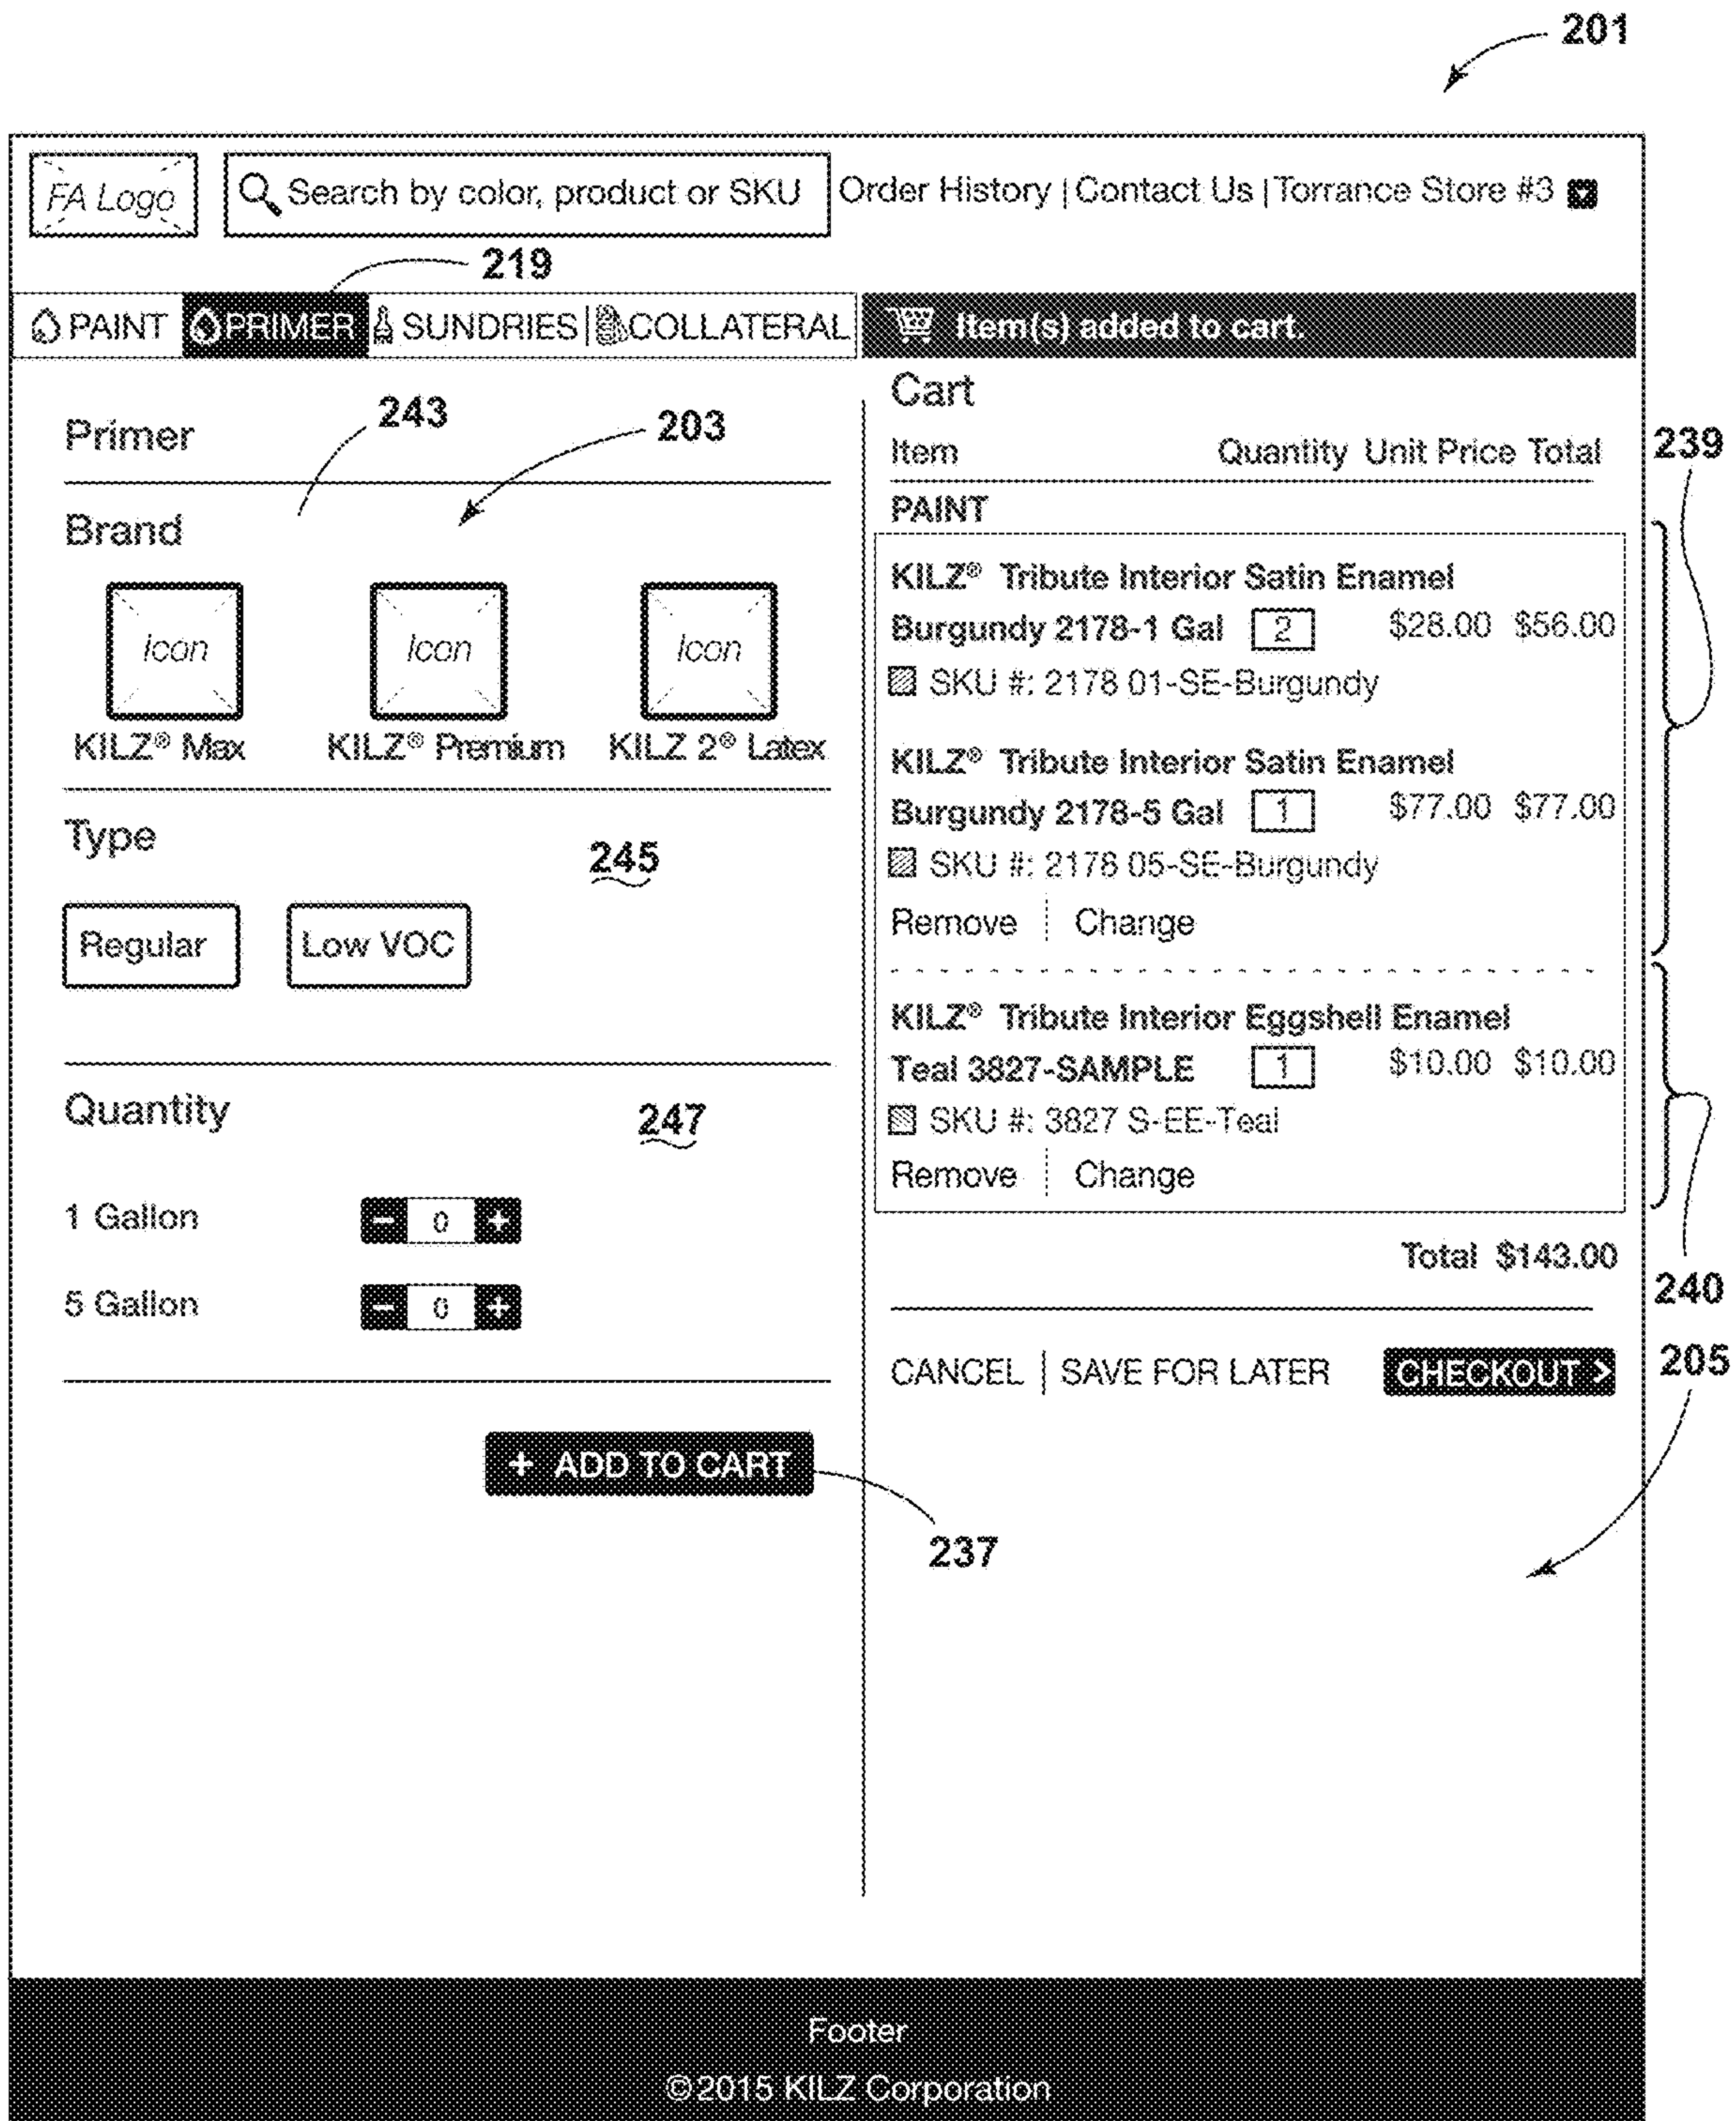 201
FA Logo
Search by color, product or SKU
Order History | Contact Us | Torrance Store #3
219
PAINT PRIMER SUNDRIES | COLLATERAL
Item(s) added to cart.
243
203
Primer
Brand
Icon Icon Icon
KILZ® Max KILZ® Premium KILZ 2® Latex
Type
245
Regular Low VOC
Quantity
247
1 Gallon - 0 +
5 Gallon - 0 +
+ ADD TO CART
237
Cart
Item Quantity Unit Price Total
239
PAINT
KILZ® Tribute Interior Satin Enamel
Burgundy 2178-1 Gal 2 $28.00 $56.00
SKU #: 2178 01-SE-Burgundy
KILZ® Tribute Interior Satin Enamel
Burgundy 2178-5 Gal 1 $77.00 $77.00
SKU #: 2178 05-SE-Burgundy
Remove Change
KILZ® Tribute Interior Eggshell Enamel
Teal 3827-SAMPLE 1 $10.00 $10.00
SKU #: 3827 S-EE-Teal
Remove Change
Total $143.00
240
CANCEL | SAVE FOR LATER CHECKOUT >
205
Footer
©2015 KILZ Corporation